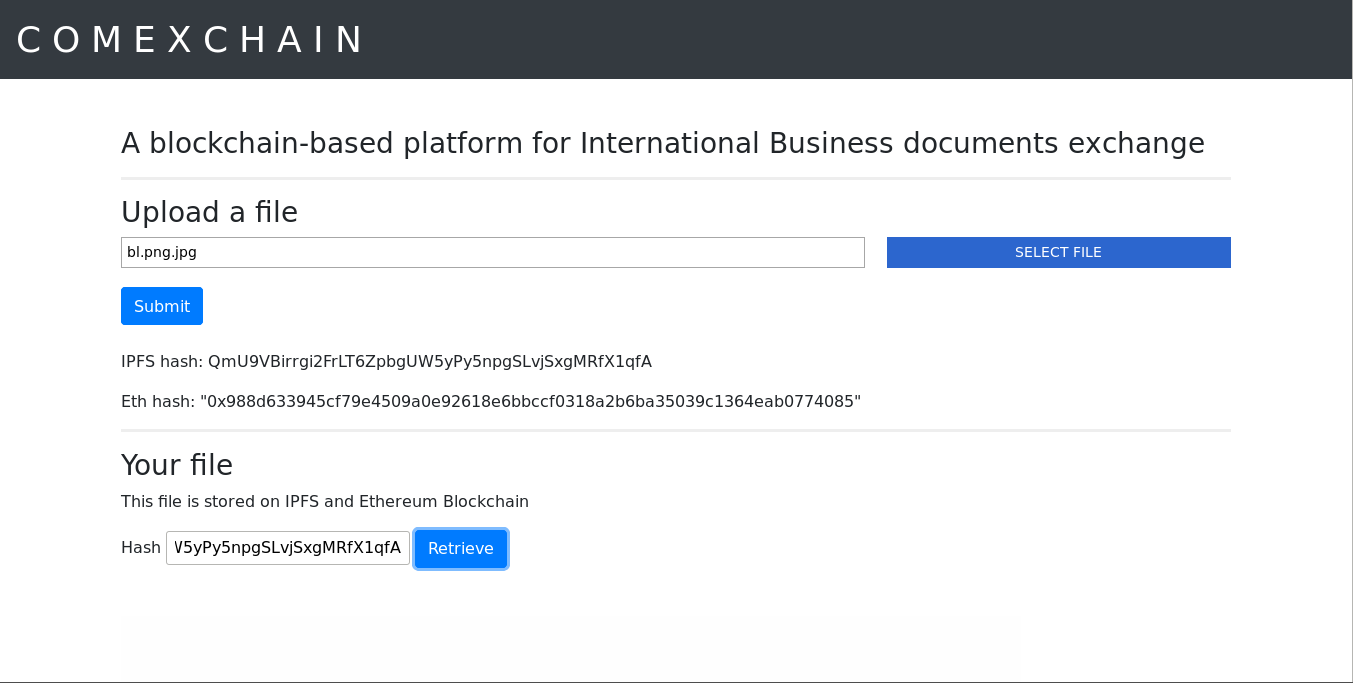 COMEXCHAIN
A blockchain-based platform for International Business documents exchange
Upload a file
bl.png.jpg SELECT FILE
Submit
IPFS hash: QmU9VBirrgi2FrLT6ZpbgUW5yPy5npgSLvjSxgMRfX1qfA
Eth hash: "0x988d633945cf79e4509a0e92618e6bbccf0318a2b6ba35039c1364eab0774085"
Your file
This file is stored on IPFS and Ethereum Blockchain
Hash W5yPy5npgSLvjSxgMRfX1qfA Retrieve